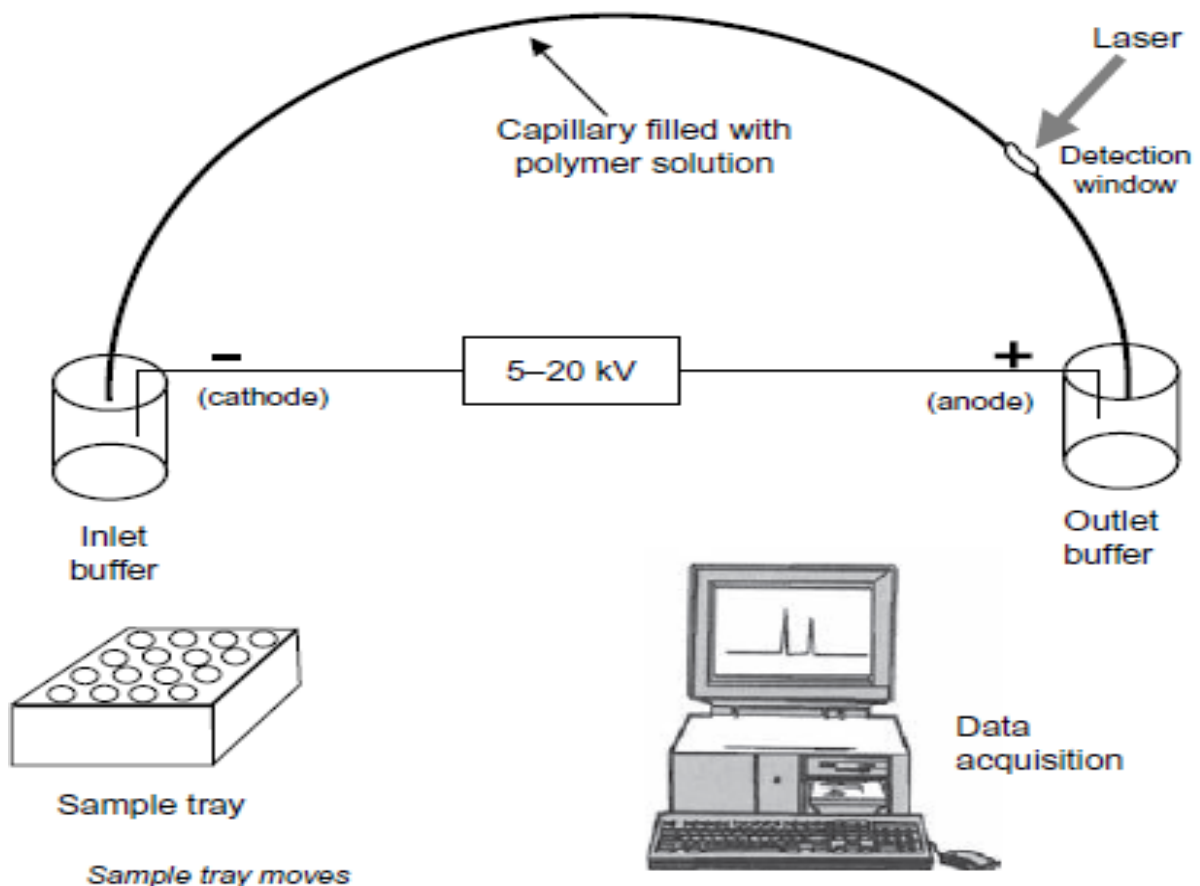 Laser
Capillary filled with
polymer solution
Detection
window
–
5–20 kV
+
(cathode)
(anode)
Inlet
buffer
Outlet
buffer
Data
acquisition
Sample tray
Sample tray moves